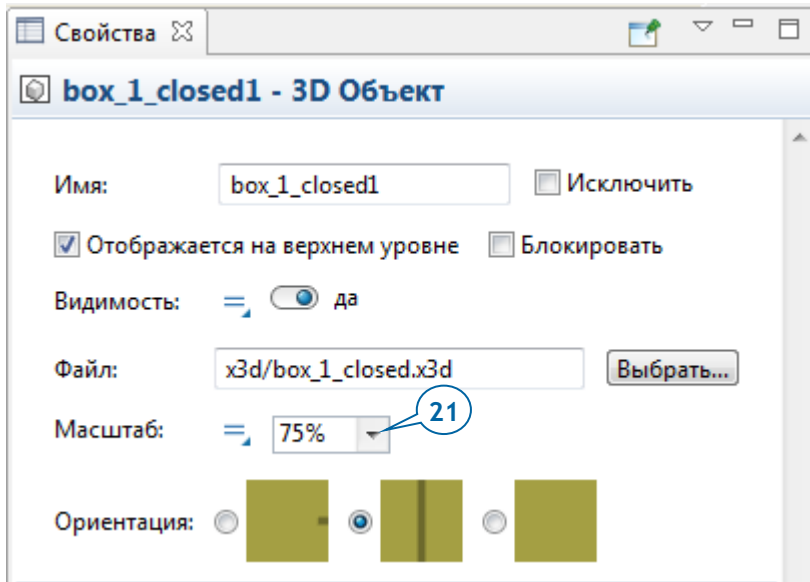 Свойства
box_1_closed1 - 3D Объект
Имя: box_1_closed1 Исключить
Отображается на верхнем уровне Блокировать
Видимость: да
Файл: x3d/box_1_closed.x3d Выбрать...
21
Масштаб: = 75%
Ориентация: